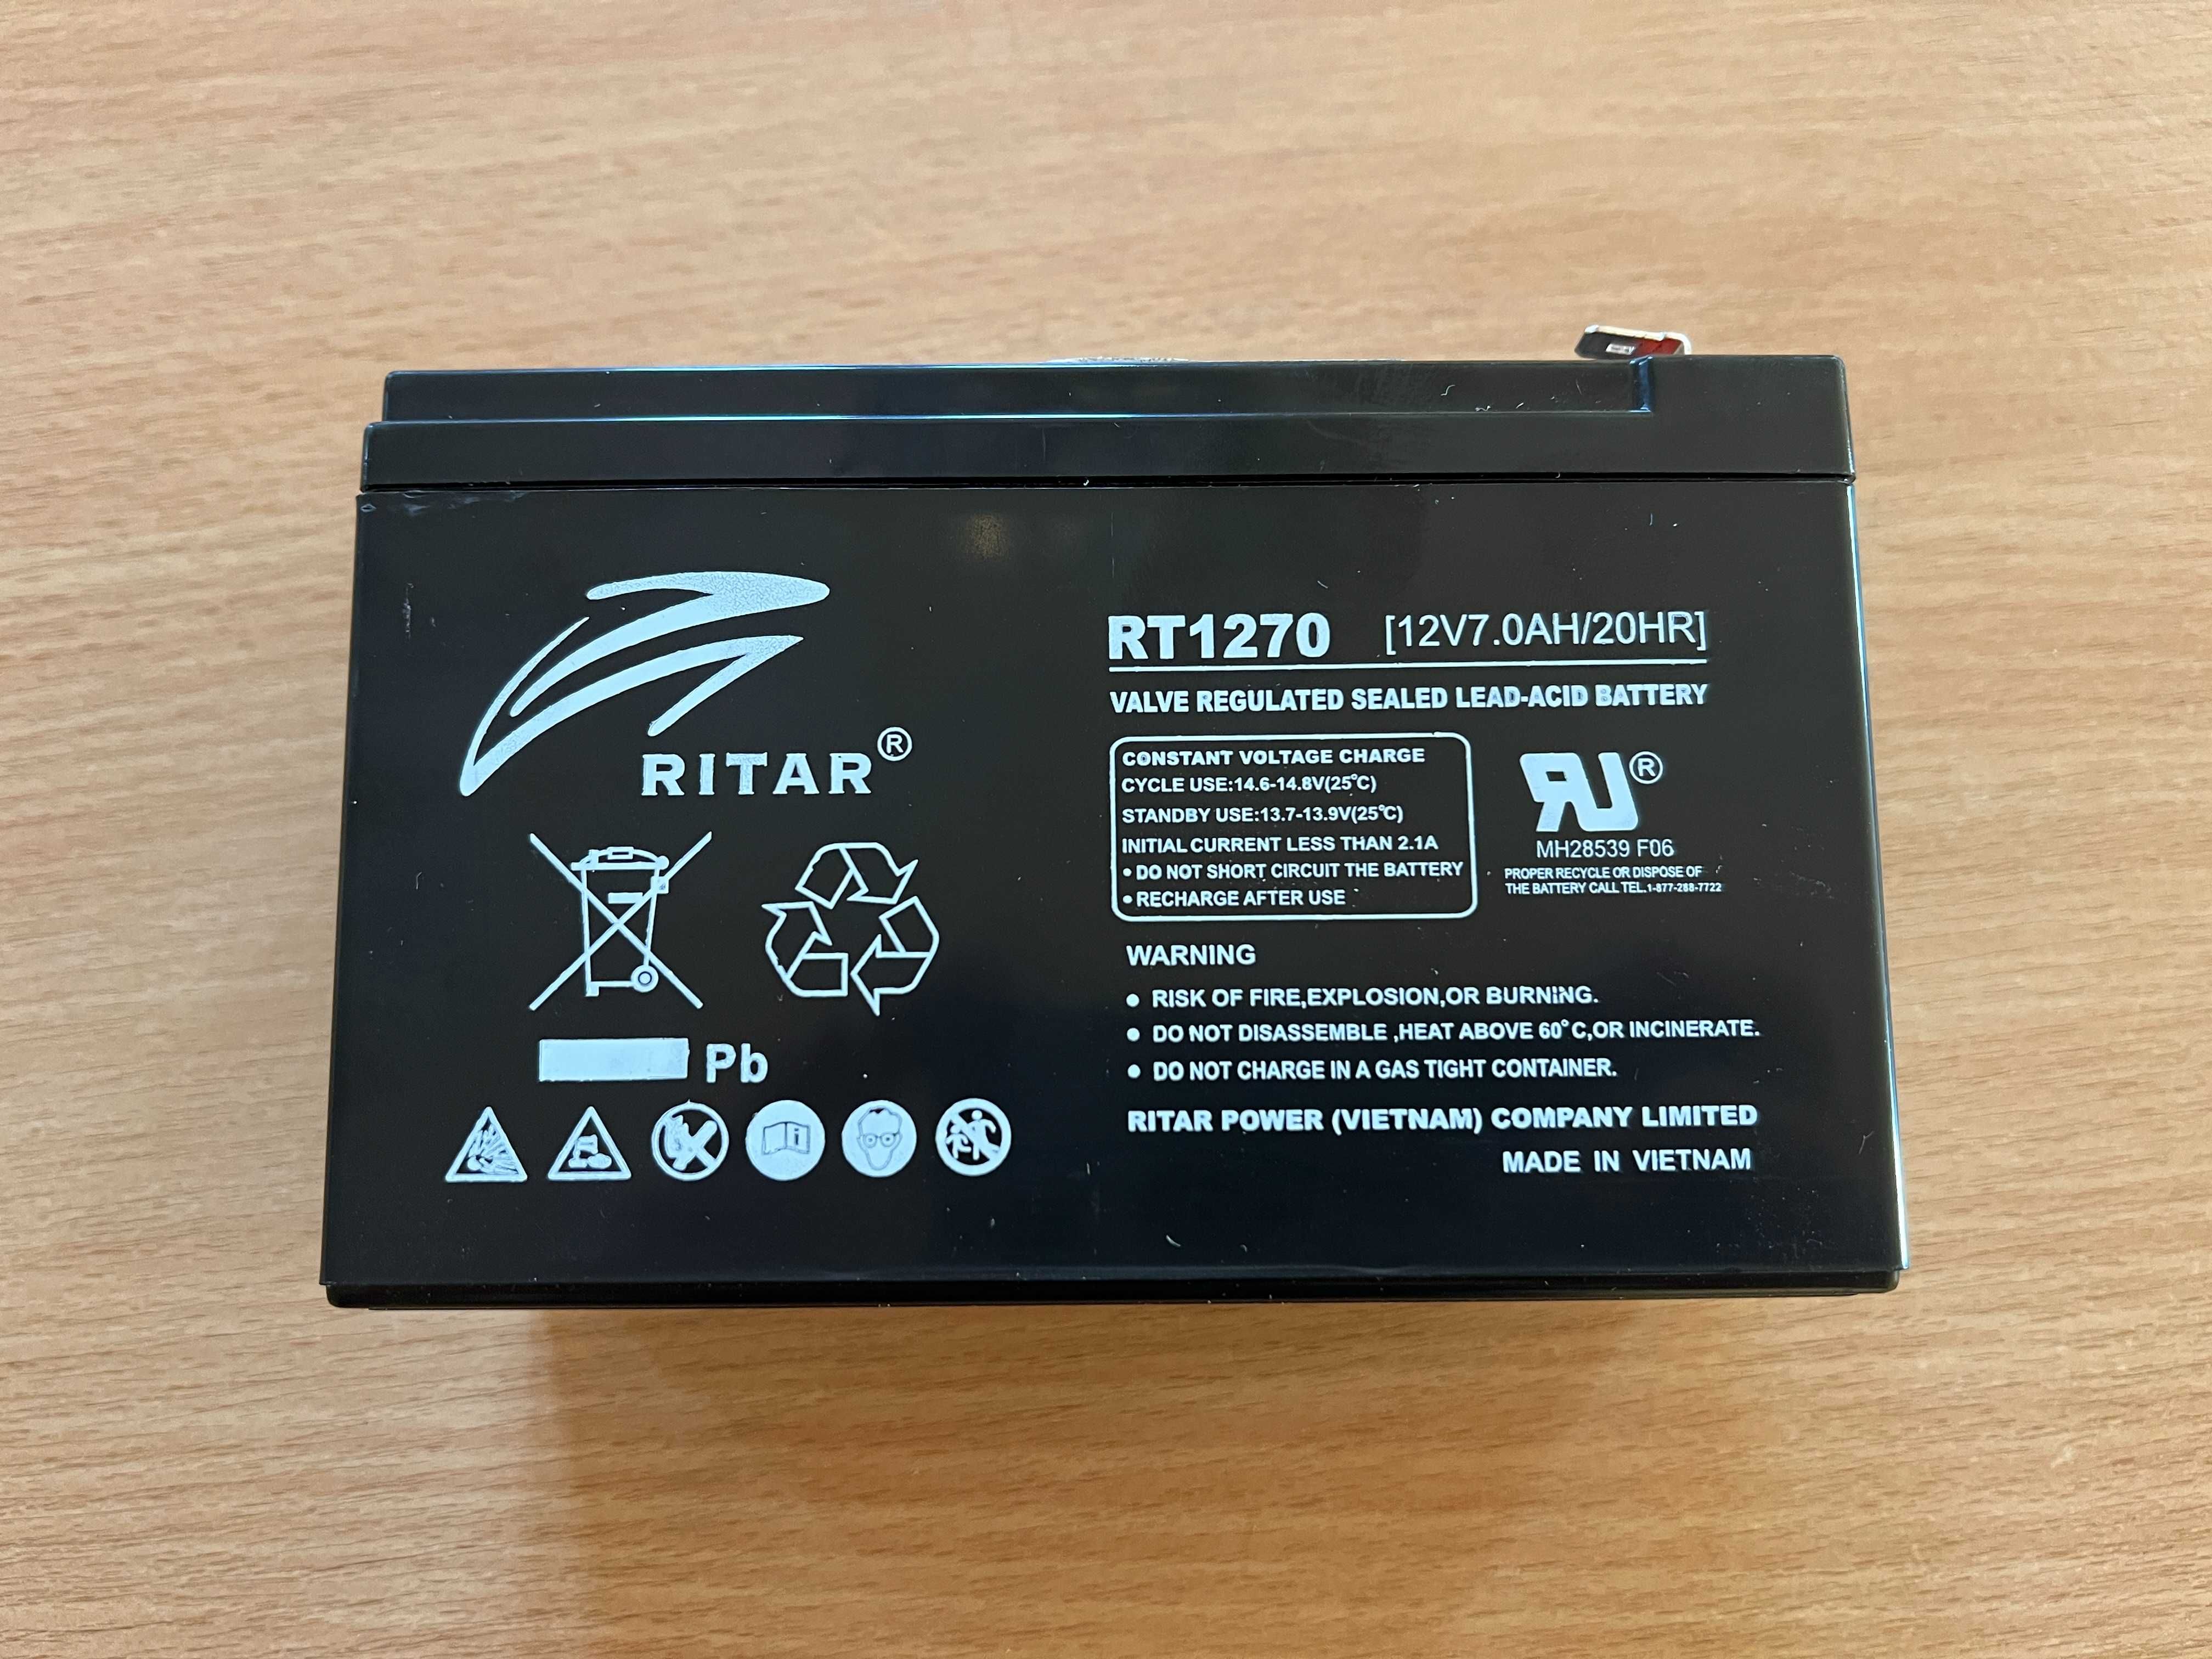 RITAR®
Pb
RT1270 [12V7.0AH/20HR]
VALVE REGULATED SEALED LEAD-ACID BATTERY
CONSTANT VOLTAGE CHARGE
CYCLE USE:14.6-14.8V(25℃)
STANDBY USE:13.7-13.9V(25℃)
INITIAL CURRENT LESS THAN 2.1A
• DO NOT SHORT CIRCUIT THE BATTERY
• RECHARGE AFTER USE
RU®
MH28539 F06
PROPER RECYCLE OR DISPOSE OF
THE BATTERY CALL TEL.1-877-288-7722
WARNING
● RISK OF FIRE,EXPLOSION,OR BURNING.
● DO NOT DISASSEMBLE ,HEAT ABOVE 60°C,OR INCINERATE.
● DO NOT CHARGE IN A GAS TIGHT CONTAINER.
RITAR POWER (VIETNAM) COMPANY LIMITED
MADE IN VIETNAM